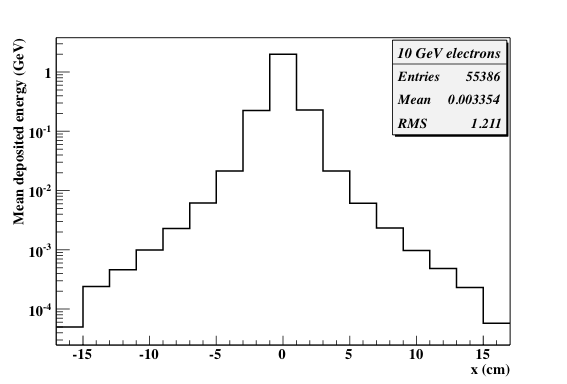 10 GeV electrons
Entries 55386
Mean 0.003354
RMS 1.211
Mean deposited energy (GeV)
1
10-1
10-2
10-3
10-4
-15 -10 -5 0 5 10 15
x (cm)